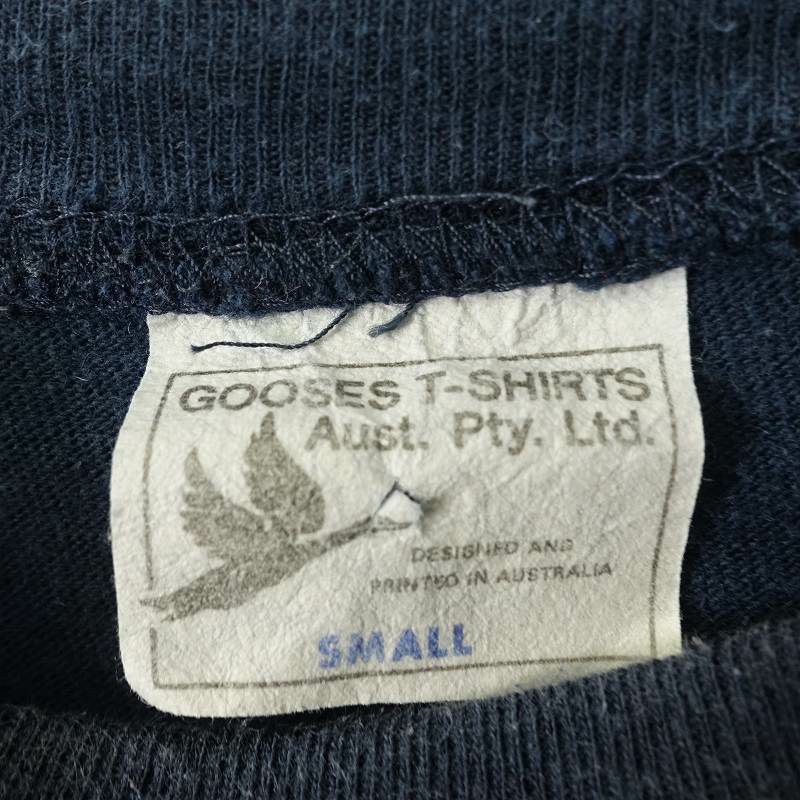 GOOSES T-SHIRTS
Aust. Pty. Ltd.
DESIGNED AND
PRINTED IN AUSTRALIA
SMALL